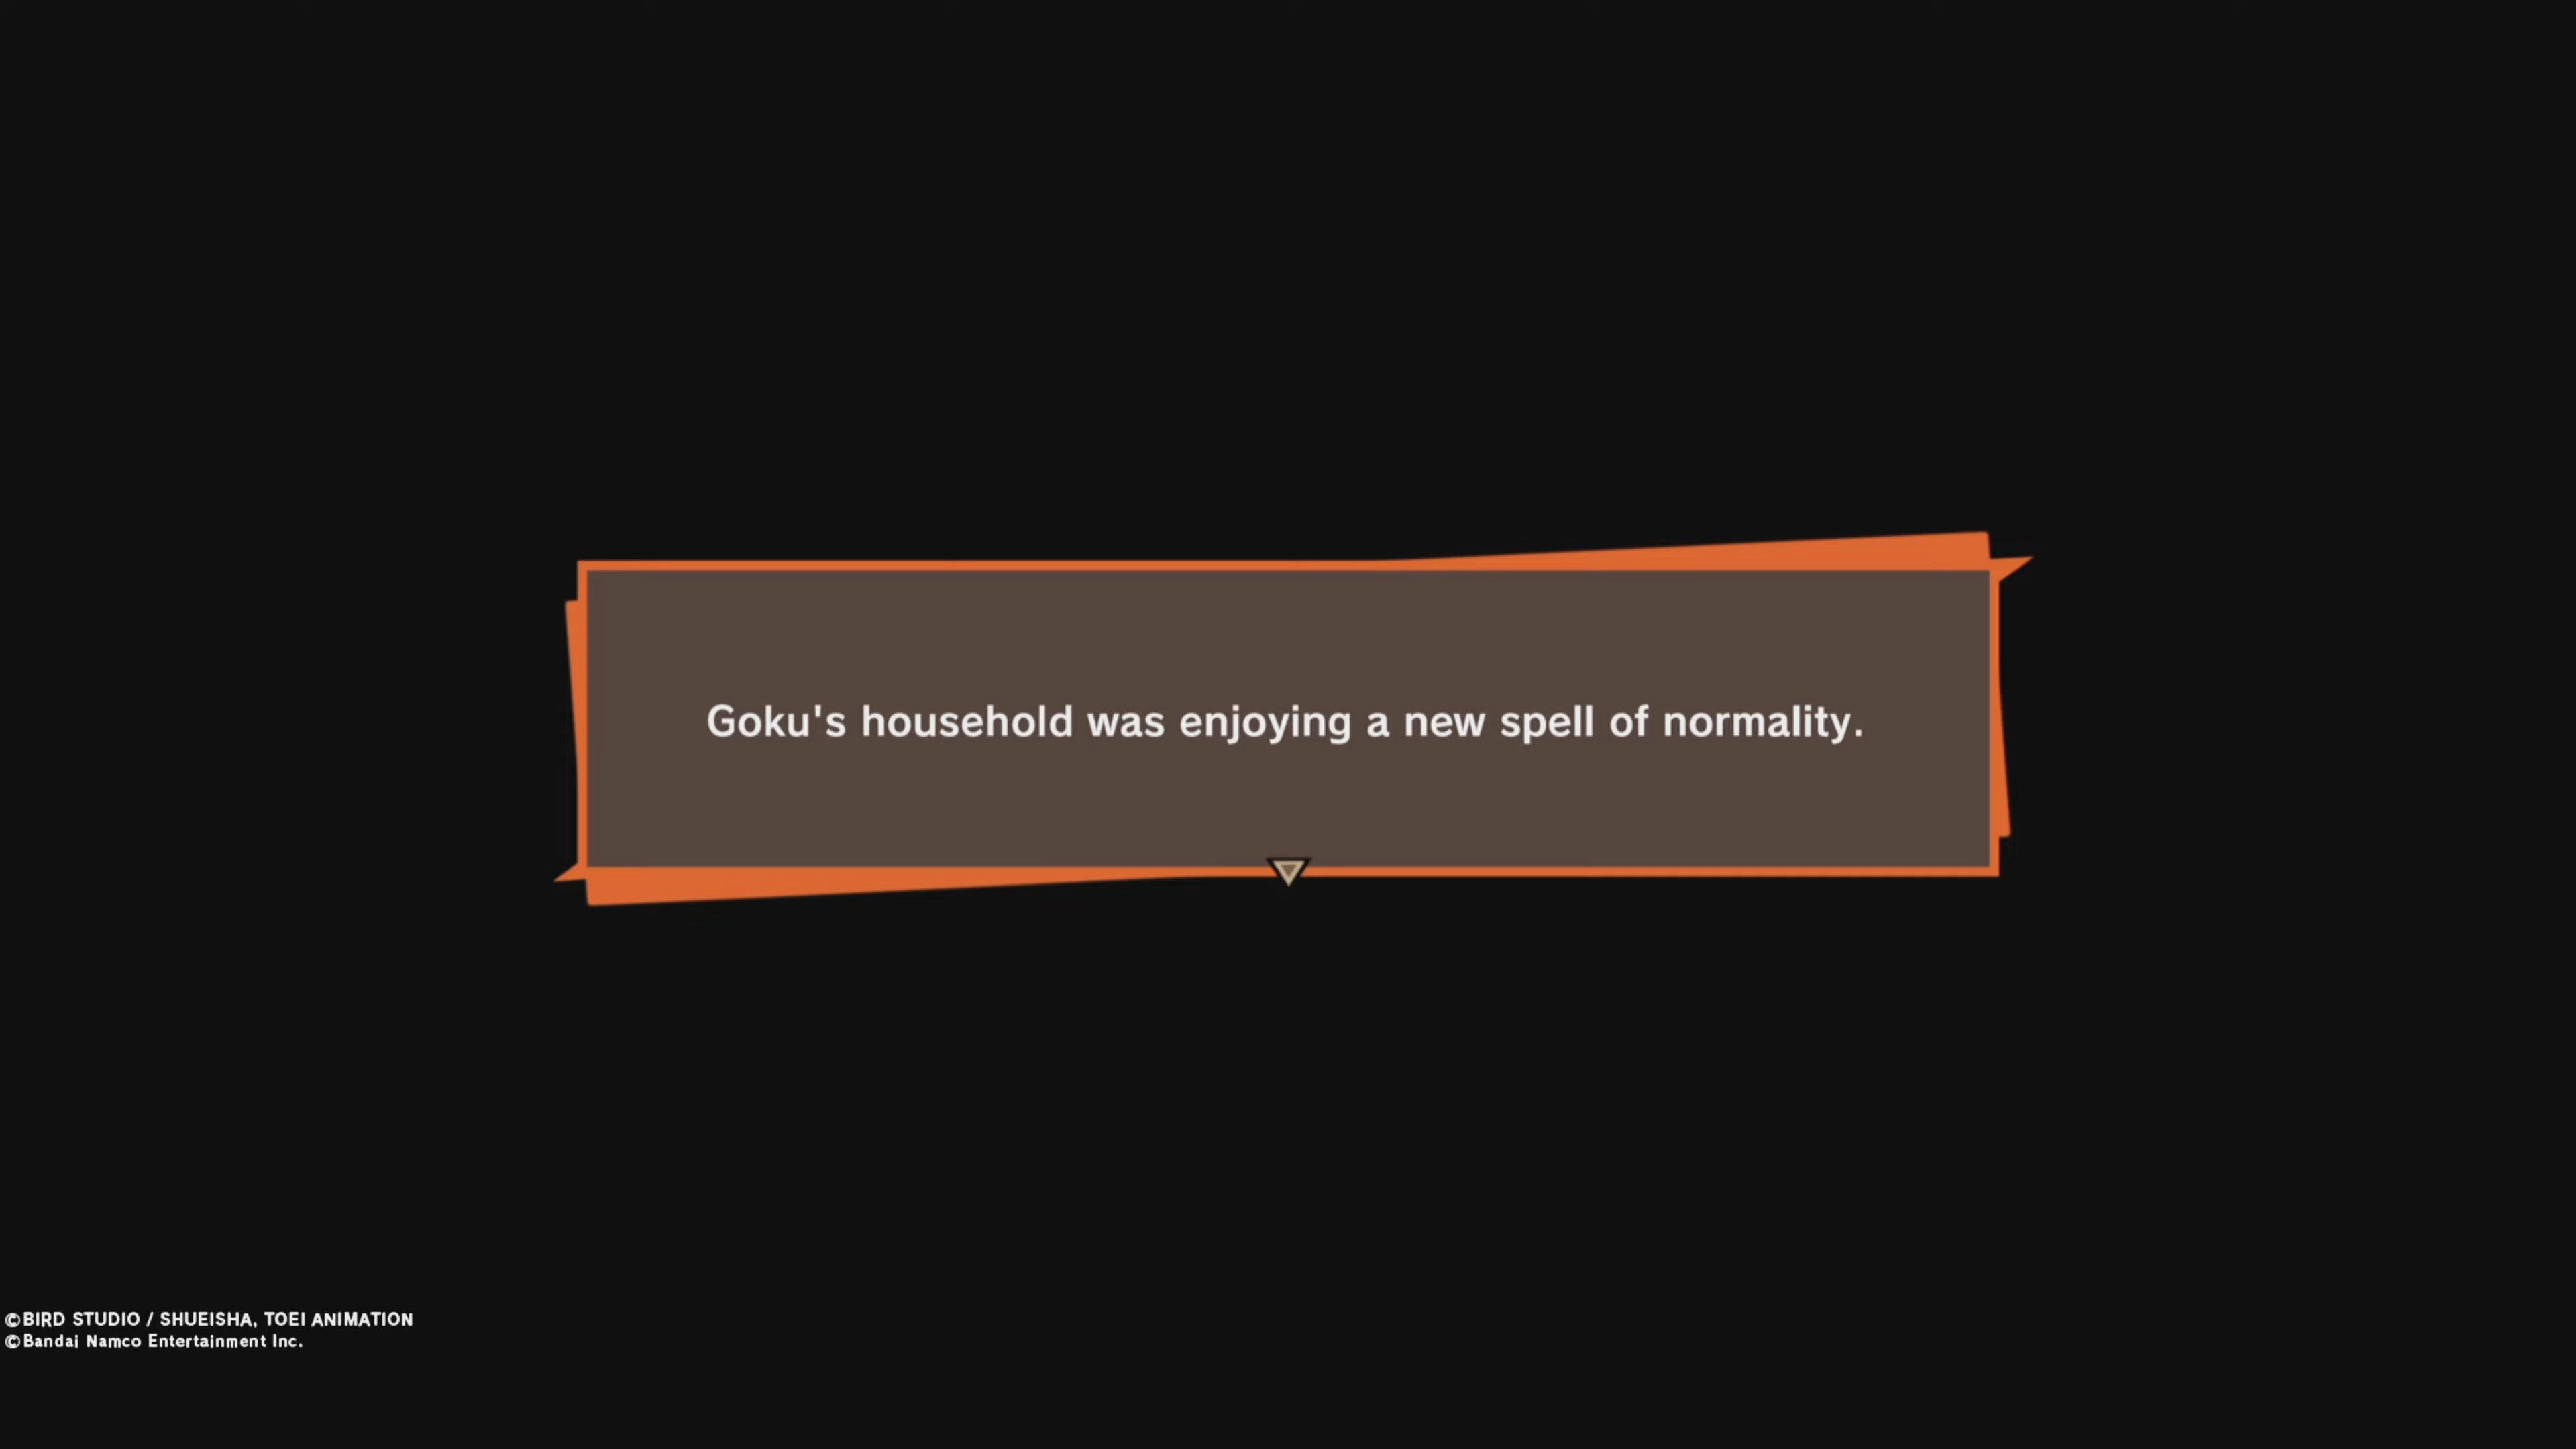 Goku's household was enjoying a new spell of normality.
©BIRD STUDIO / SHUEISHA, TOEI ANIMATION
©Bandai Namco Entertainment Inc.